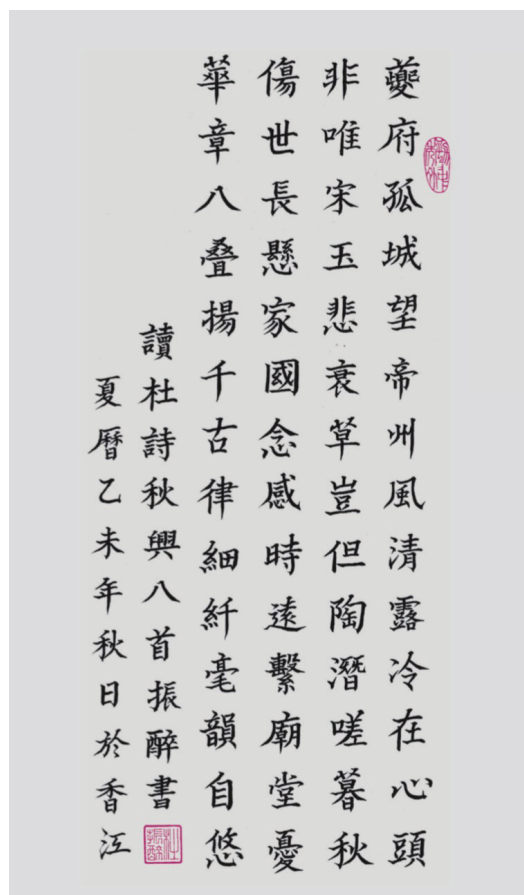 夔府孤城望帝州風清露冷在心頭
非唯宋玉悲衰草豈但陶潛嗟暮秋
傷世長懸家國念感時遠繫廟堂憂
華章八叠揚千古律細纖毫韻自悠
讀杜詩秋興八首振醉書
夏曆乙未年秋日於香江